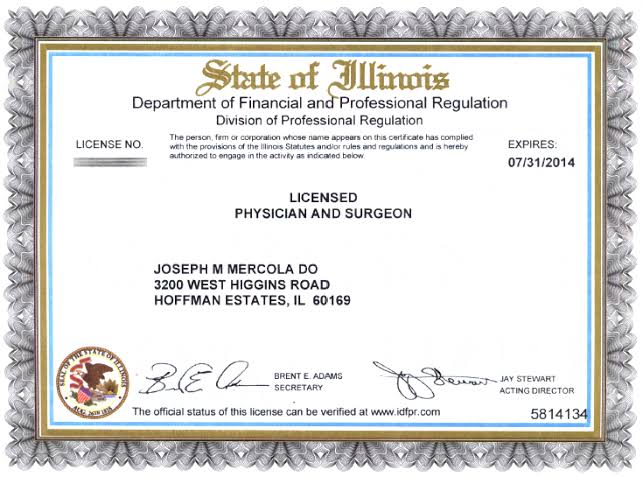 State of Illinois
Department of Financial and Professional Regulation
Division of Professional Regulation
LICENSE NO.
The person, firm or corporation whose name appears on this certificate has complied
with the provisions of the Illinois Statutes and/or rules and regulations and is hereby
authorized to engage in the activity as indicated below.
EXPIRES:
07/31/2014
LICENSED
PHYSICIAN AND SURGEON
JOSEPH M MERCOLA DO
3200 WEST HIGGINS ROAD
HOFFMAN ESTATES, IL 60169
SEAL OF THE STATE OF ILLINOIS
AUG. 26TH 1818
BRENT E. ADAMS
SECRETARY
JAY STEWART
ACTING DIRECTOR
The official status of this license can be verified at www.idfpr.com
5814134